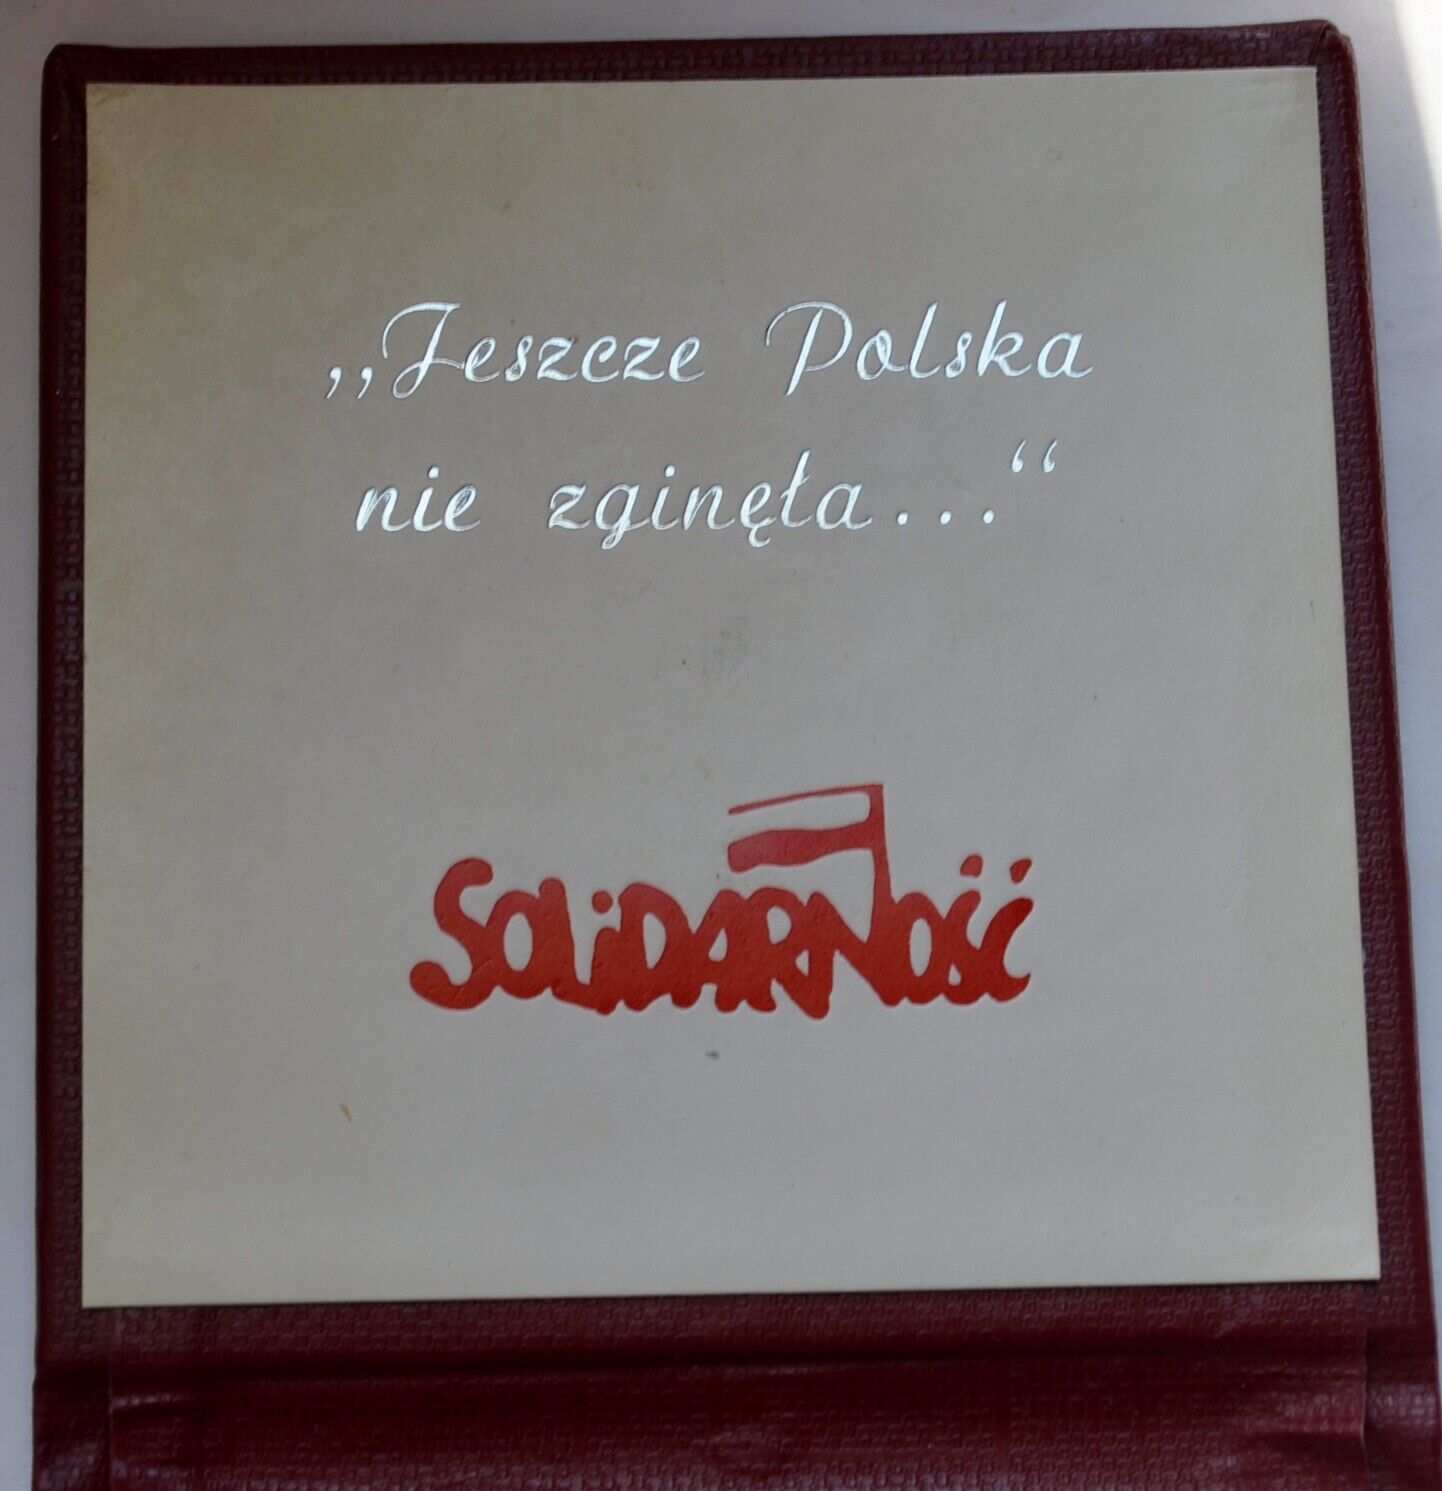 „Jeszcze Polska
nie zginęła...“
SOLiDARNOŚĆ